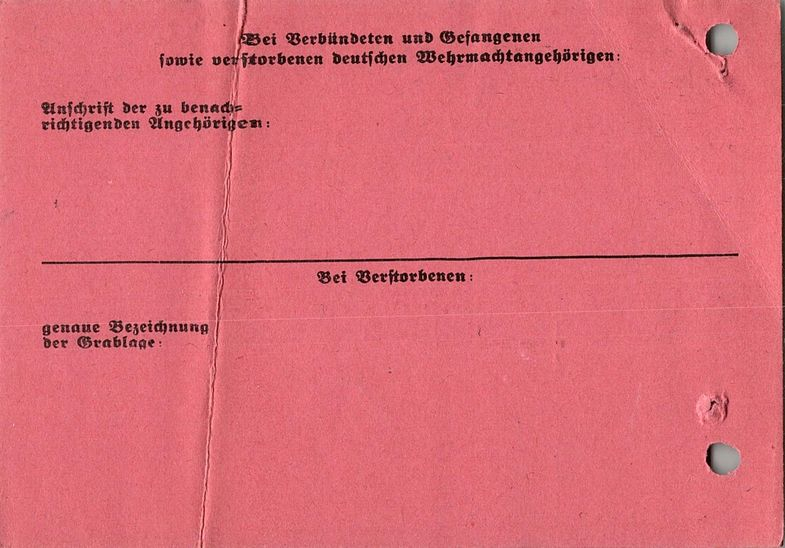 Bei Verbündeten und Gefangenen
sowie verstorbenen deutschen Wehrmachtangehörigen:
Anschrift der zu benach-
richtigenden Angehörigen:
Bei Verstorbenen:
genaue Bezeichnung
der Grablage: